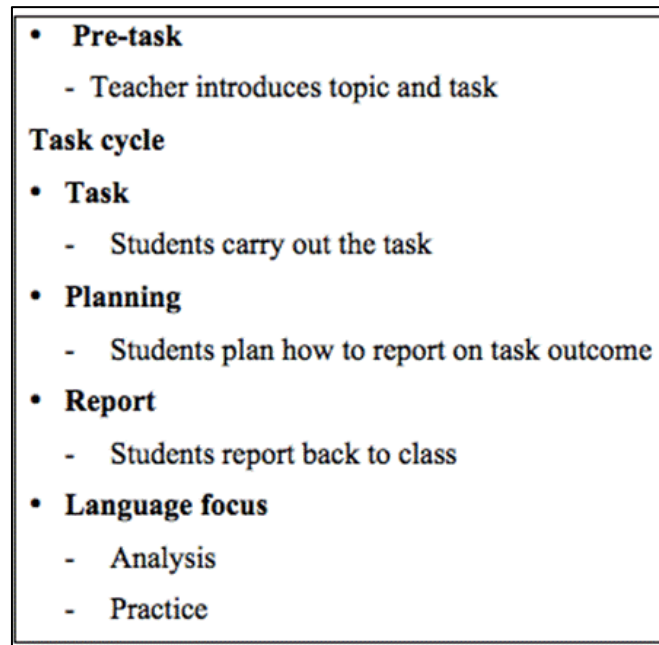 • Pre-task
- Teacher introduces topic and task
Task cycle
• Task
- Students carry out the task
• Planning
- Students plan how to report on task outcome
• Report
- Students report back to class
• Language focus
- Analysis
- Practice